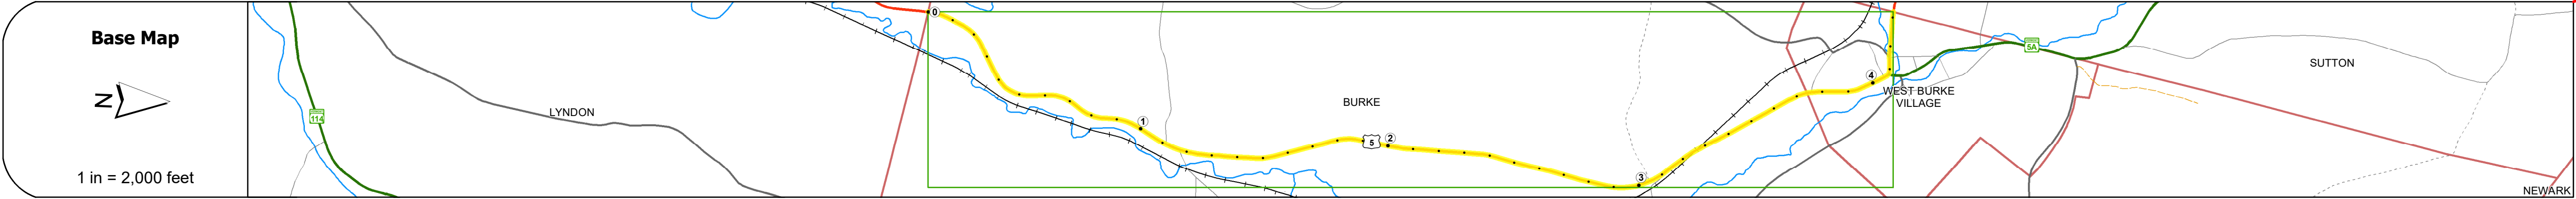 Base Map
N
1 in = 2,000 feet
114
LYNDON
0
1
BURKE
5
2
3
4
WEST BURKE
VILLAGE
5A
SUTTON
NEWARK